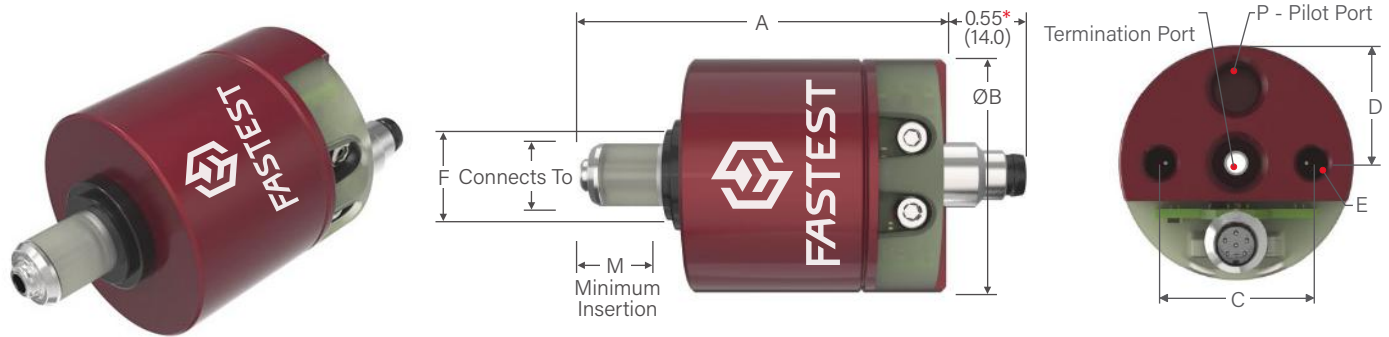 FASTEST
A
0.55*
(14.0)
F
Connects To
M
Minimum
Insertion
FASTEST
ØB
Termination Port
P - Pilot Port
D
E
C